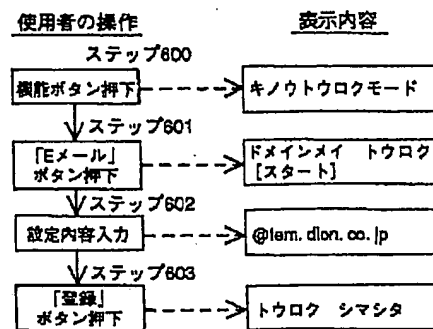 使用者の操作
表示内容
ステップ600
機能ボタン押下
キノウトウロクモード
ステップ601
「Eメール」
ボタン押下
ドメインメイ トウロク
[スタート]
ステップ602
設定内容入力
@tem.dion.co.jp
ステップ603
「登録」
ボタン押下
トウロク シマシタ